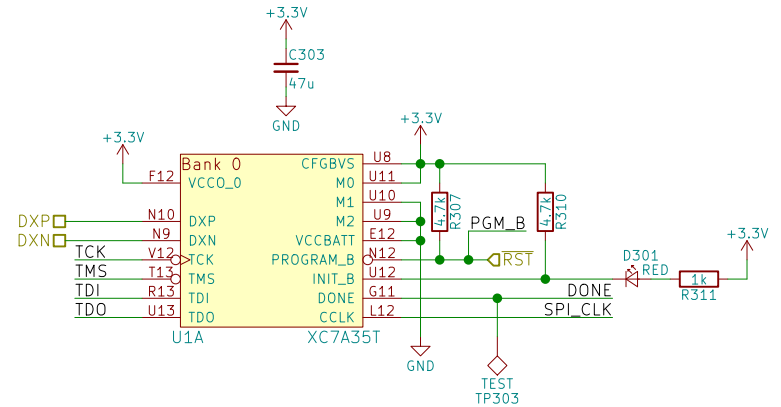 +3.3V
C303
47u
GND
+3.3V
+3.3V
Bank 0
CFGBVS U8
F12 VCCO_0
M0 U11
M1 U10
DXP N10 DXP
M2 U9
DXN N9 DXN
VCCBATT E12
TCK V12 TCK
PROGRAM_B N12
TMS T13 TMS
INIT_B U12
TDI R13 TDI
DONE G11 DONE
TDO U13 TDO
CCLK L12 SPI_CLK
U1A XC7A35T
4.7k
R307
4.7k
R310
PGM_B
RST
+3.3V
D301
RED
1k
R311
GND
TEST
TP303